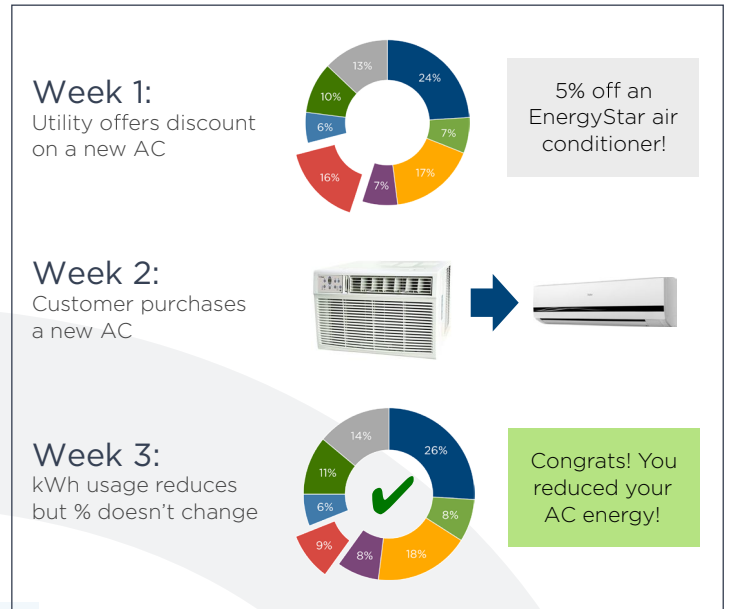 Week 1:
Utility offers discount
on a new AC
13%
24%
10%
6%
7%
16%
7%
17%
5% off an
EnergyStar air
conditioner!
Week 2:
Customer purchases
a new AC
Week 3:
kWh usage reduces
but % doesn't change
14%
26%
11%
6%
8%
9%
8%
18%
Congrats! You
reduced your
AC energy!